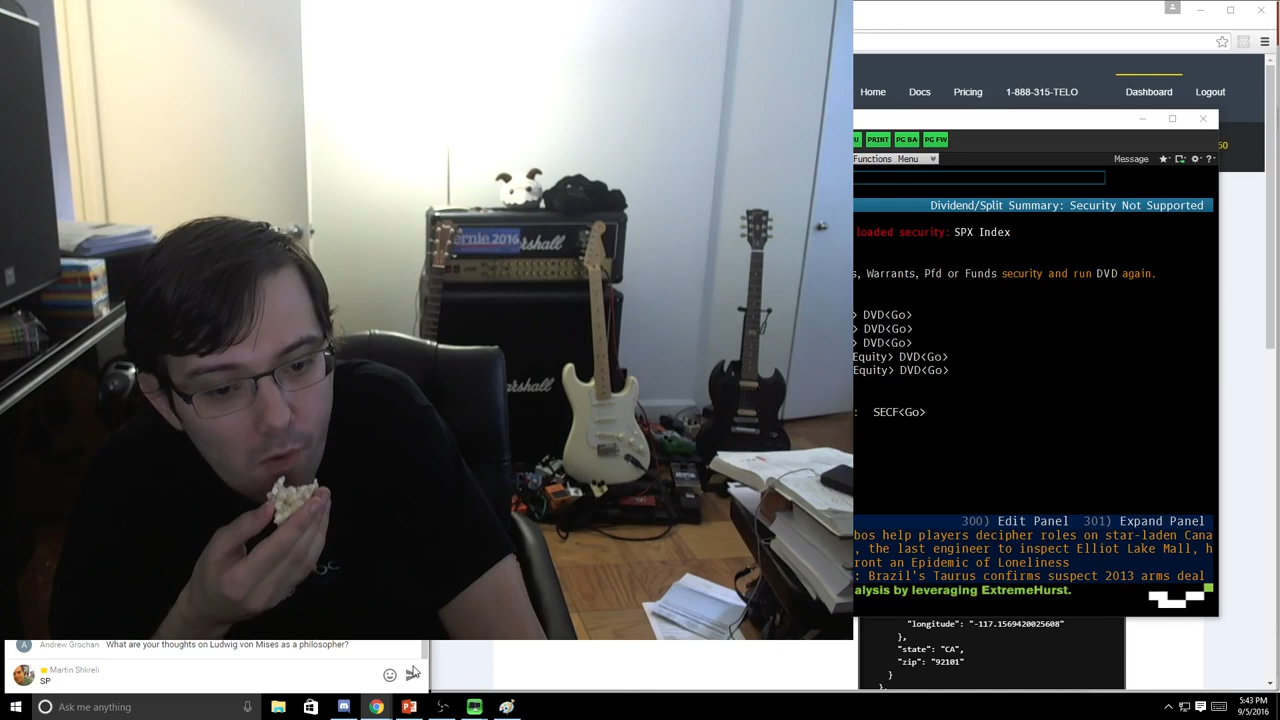 Home Docs Pricing 1-888-315-TELO Dashboard Logout
PRINT PG BA PG FW
Functions Menu Message
Dividend/Split Summary: Security Not Supported
loaded security: SPX Index
s, Warrants, Pfd or Funds security and run DVD again.
> DVD<Go>
> DVD<Go>
> DVD<Go>
Equity> DVD<Go>
Equity> DVD<Go>
: SECF<Go>
300) Edit Panel 301) Expand Panel
bos help players decipher roles on star-laden Cana
, the last engineer to inspect Elliot Lake Mall, h
ront an Epidemic of Loneliness
: Brazil's Taurus confirms suspect 2013 arms deal
alysis by leveraging ExtremeHurst.
"longitude": "-117.1569420025608"
},
"state": "CA",
"zip": "92101"
}
},
ernie 2016
arshall
Marshall
A Andrew Grochan What are your thoughts on Ludwig von Mises as a philosopher?
Martin Shkreli
SP
Ask me anything
5:43 PM
9/5/2016